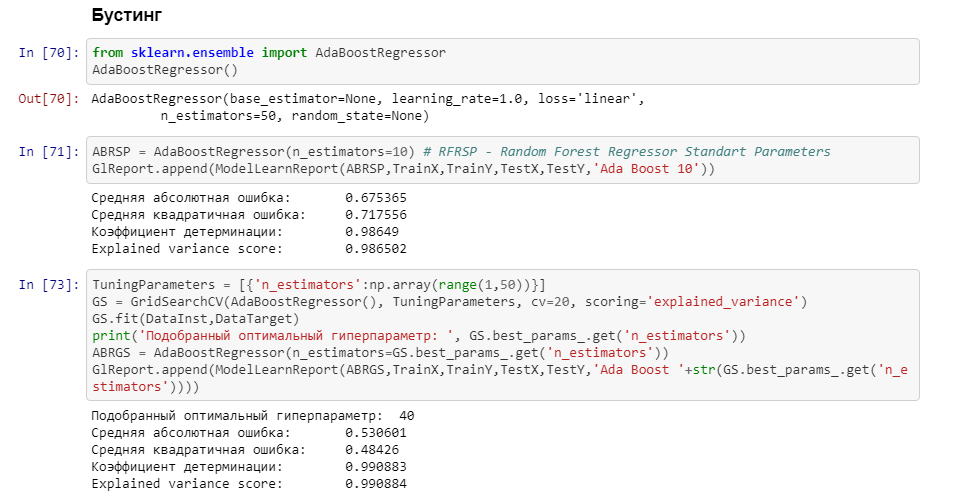 Бустинг
In [70]: from sklearn.ensemble import AdaBoostRegressor
AdaBoostRegressor()
Out[70]: AdaBoostRegressor(base_estimator=None, learning_rate=1.0, loss='linear',
n_estimators=50, random_state=None)
In [71]: ABRSP = AdaBoostRegressor(n_estimators=10) # RFRSP - Random Forest Regressor Standart Parameters
GlReport.append(ModelLearnReport(ABRSP,TrainX,TrainY,TestX,TestY,'Ada Boost 10'))
Средняя абсолютная ошибка: 0.675365
Средняя квадратичная ошибка: 0.717556
Коэффициент детерминации: 0.98649
Explained variance score: 0.986502
In [73]: TuningParameters = [{'n_estimators':np.array(range(1,50))}]
GS = GridSearchCV(AdaBoostRegressor(), TuningParameters, cv=20, scoring='explained_variance')
GS.fit(DataInst,DataTarget)
print('Подобранный оптимальный гиперпараметр: ', GS.best_params_.get('n_estimators'))
ABRGS = AdaBoostRegressor(n_estimators=GS.best_params_.get('n_estimators'))
GlReport.append(ModelLearnReport(ABRGS,TrainX,TrainY,TestX,TestY,'Ada Boost '+str(GS.best_params_.get('n_e
stimators'))))
Подобранный оптимальный гиперпараметр:  40
Средняя абсолютная ошибка: 0.530601
Средняя квадратичная ошибка: 0.48426
Коэффициент детерминации: 0.990883
Explained variance score: 0.990884